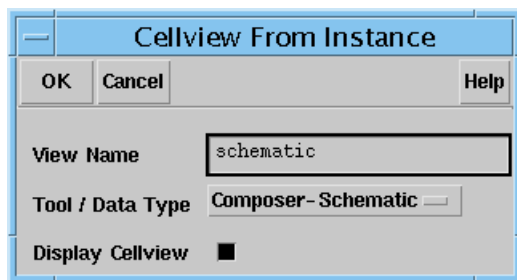 Cellview From Instance
OK Cancel Help
View Name schematic
Tool / Data Type Composer-Schematic
Display Cellview